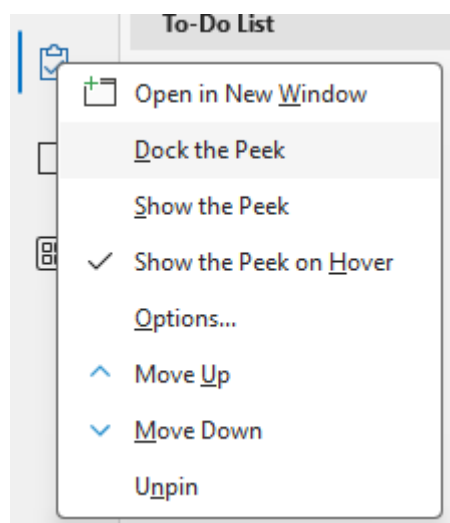 To-Do List
Open in New Window
Dock the Peek
Show the Peek
Show the Peek on Hover
Options...
Move Up
Move Down
Unpin